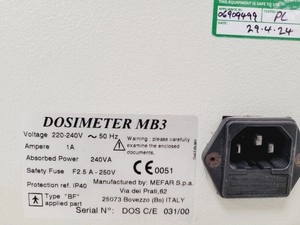 THIS EQUIPMENT IS SAFE TO USE
06909499 PL
29.4.24
DOSIMETER MB3
Voltage 220-240V ~ 50 Hz
Ampere 1A
Absorbed Power 240VA
Safety Fuse F2.5 A - 250V
Protection ref. IP40
Type "BF" applied part
Warning : please carefully examine the enclosed documents.
CE 0051
Manufactured by: MEFAR S.p.a.
Via dei Prati,62
25073 Bovezzo (Bs) ITALY
Serial N°: DOS C/E 031/00